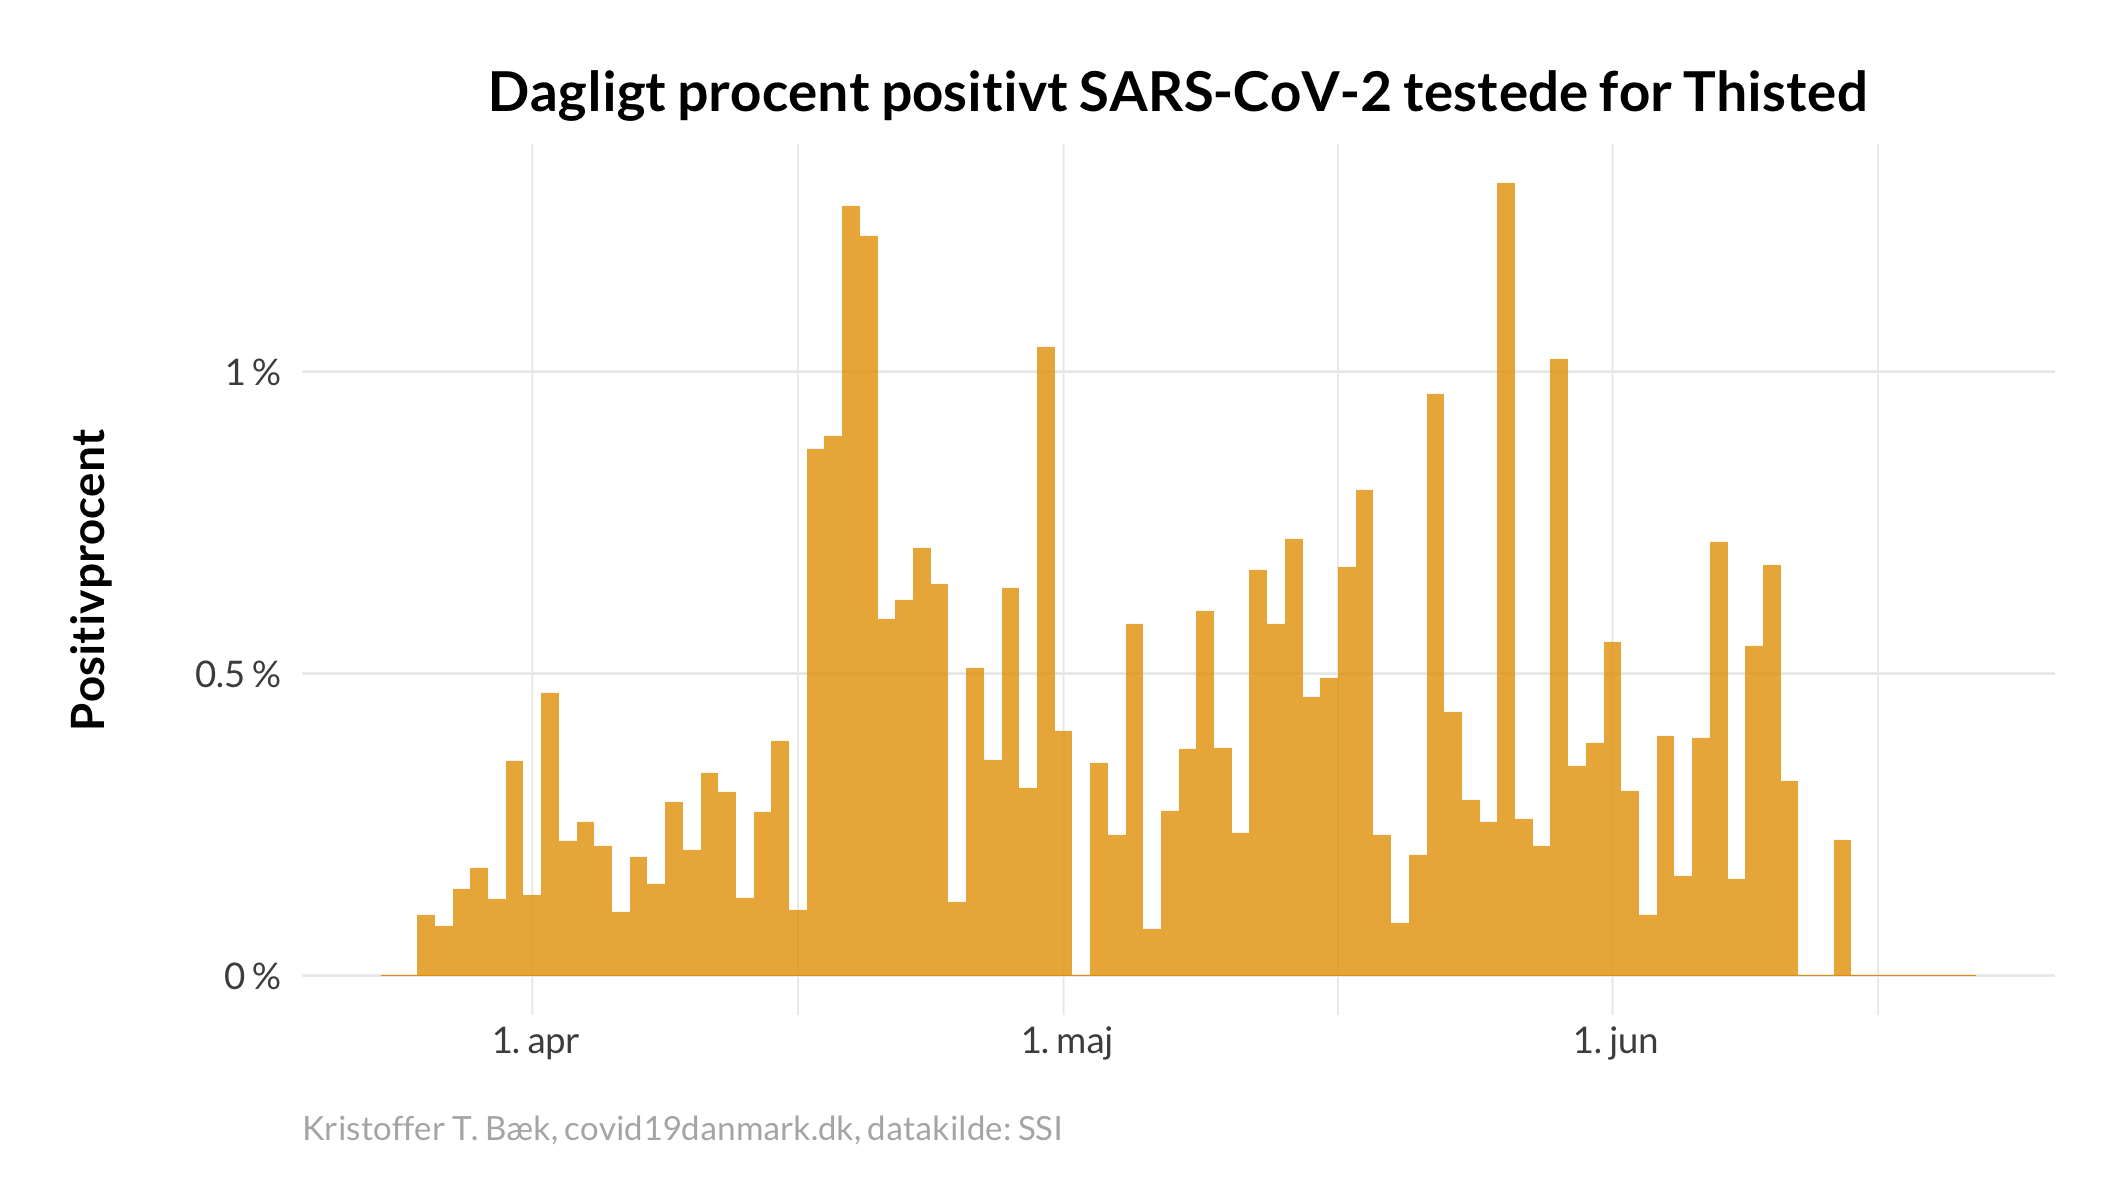 Dagligt procent positivt SARS-CoV-2 testede for Thisted
Positivprocent
1 %
0.5 %
0 %
1. apr
1. maj
1. jun
Kristoffer T. Bæk, covid19danmark.dk, datakilde: SSI